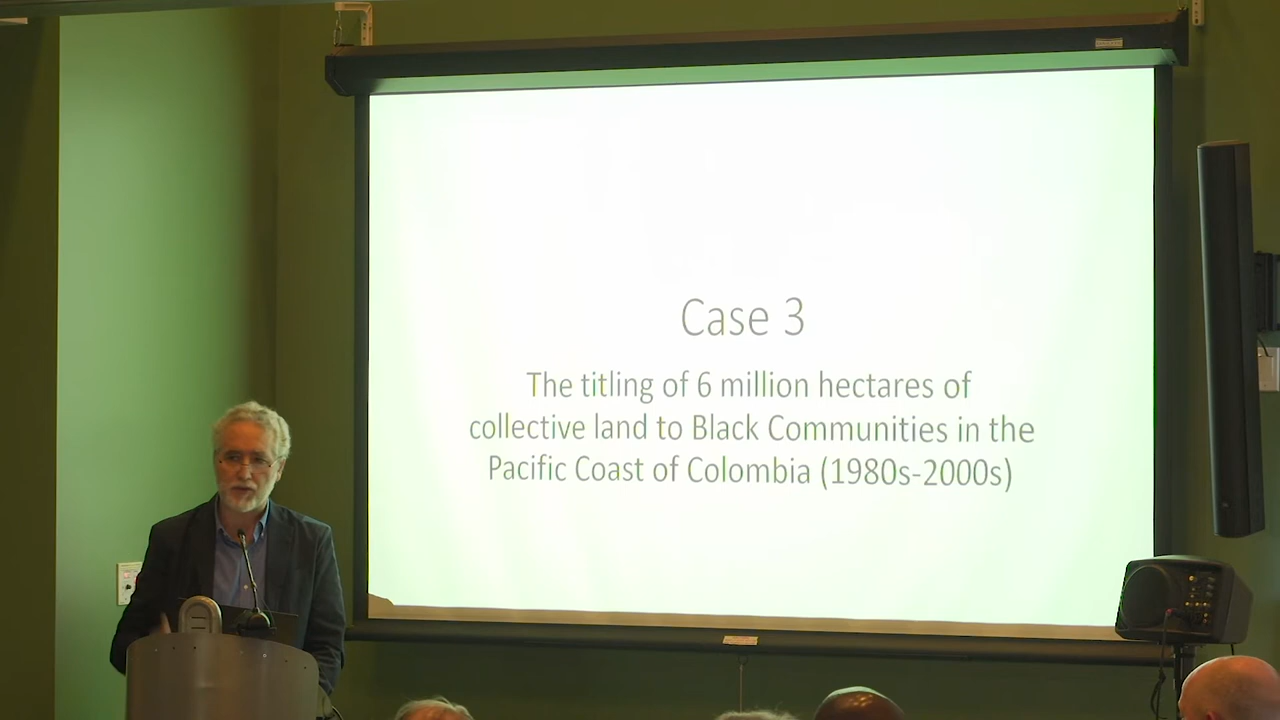 Case 3
The titling of 6 million hectares of
collective land to Black Communities in the
Pacific Coast of Colombia (1980s-2000s)